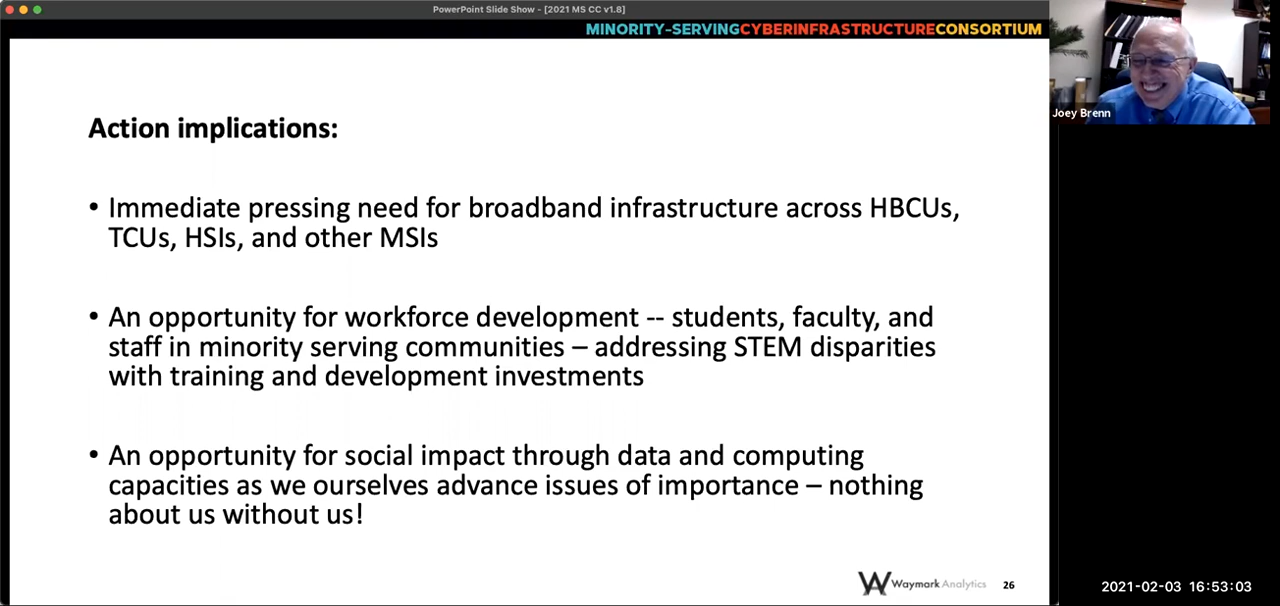 PowerPoint Slide Show - [2021 MS CC v1.8]
MINORITY-SERVINGCYBERINFRASTRUCTURECONSORTIUM
Joey Brenn
Action implications:
• Immediate pressing need for broadband infrastructure across HBCUs,
TCUs, HSIs, and other MSIs
• An opportunity for workforce development -- students, faculty, and
staff in minority serving communities – addressing STEM disparities
with training and development investments
• An opportunity for social impact through data and computing
capacities as we ourselves advance issues of importance – nothing
about us without us!
Waymark Analytics
26
2021-02-03 16:53:03